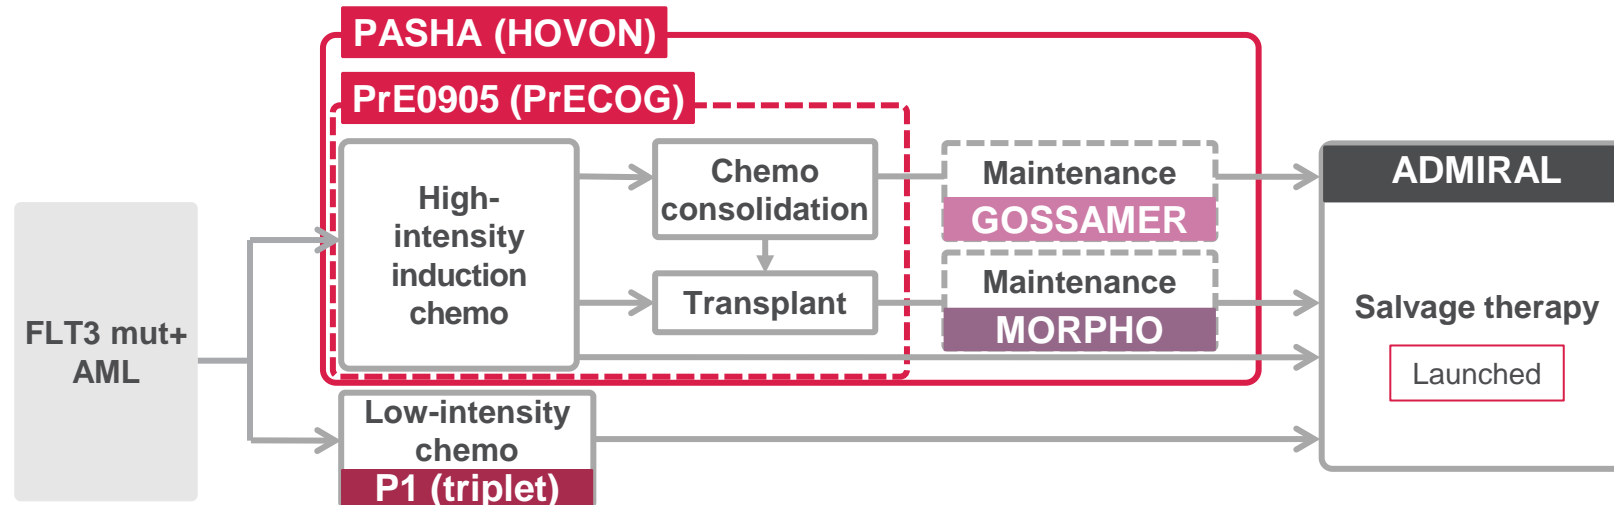 PASHA (HOVON)
PrE0905 (PrECOG)
FLT3 mut+
AML
High-
intensity
induction
chemo
Chemo
consolidation
Transplant
Maintenance
GOSSAMER
Maintenance
MORPHO
Low-intensity
chemo
P1 (triplet)
ADMIRAL
Salvage therapy
Launched